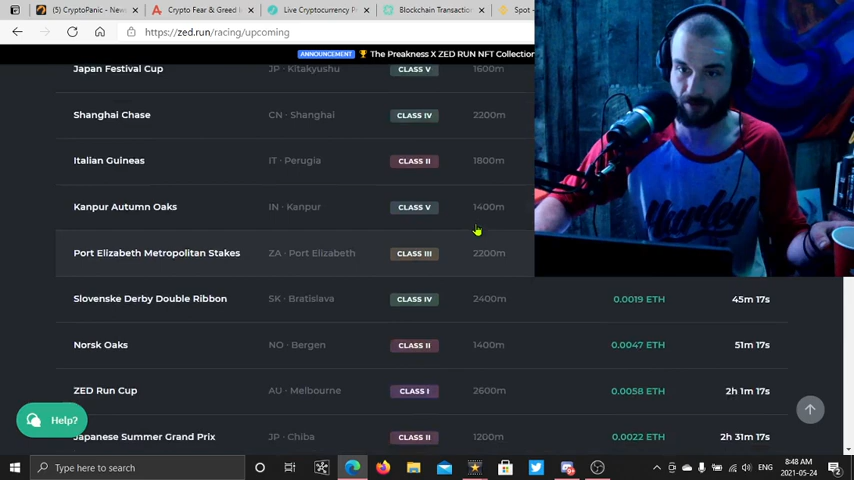 (5) CryptoPanic - News
Crypto Fear & Greed I
Live Cryptocurrency P
Blockchain Transaction
Spot -
https://zed.run/racing/upcoming
ANNOUNCEMENT 🏆 The Preakness X ZED RUN NFT Collection
Japan Festival Cup JP · Kitakyushu CLASS V 1600m
Shanghai Chase CN · Shanghai CLASS IV 2200m
Italian Guineas IT · Perugia CLASS II 1800m
Kanpur Autumn Oaks IN · Kanpur CLASS V 1400m
Port Elizabeth Metropolitan Stakes ZA · Port Elizabeth CLASS III 2200m
Slovenske Derby Double Ribbon SK · Bratislava CLASS IV 2400m 0.0019 ETH 45m 17s
Norsk Oaks NO · Bergen CLASS II 1400m 0.0047 ETH 51m 17s
ZED Run Cup AU · Melbourne CLASS I 2600m 0.0058 ETH 2h 1m 17s
Japanese Summer Grand Prix JP · Chiba CLASS II 1200m 0.0022 ETH 2h 31m 17s
Help?
Hurley
Type here to search
ENG
8:48 AM
2021-05-24